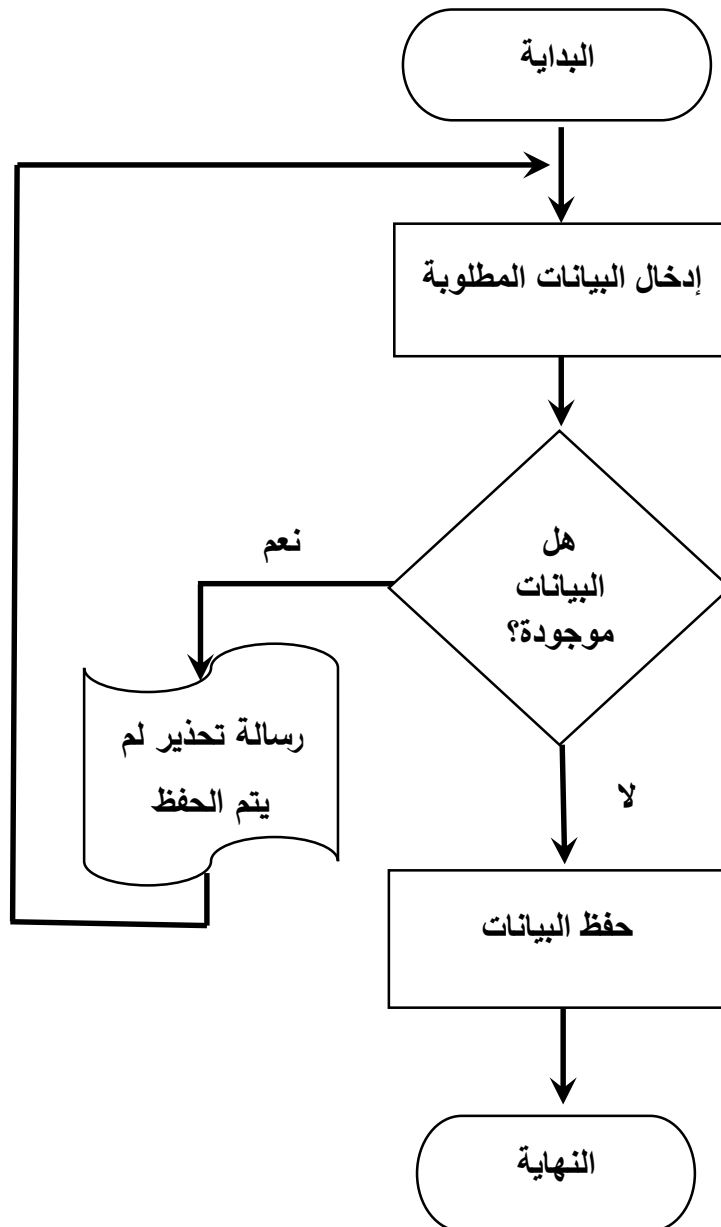 البداية
إدخال البيانات المطلوبة
هل
البيانات
موجودة؟
نعم
رسالة تحذير لم
يتم الحفظ
لا
حفظ البيانات
النهاية